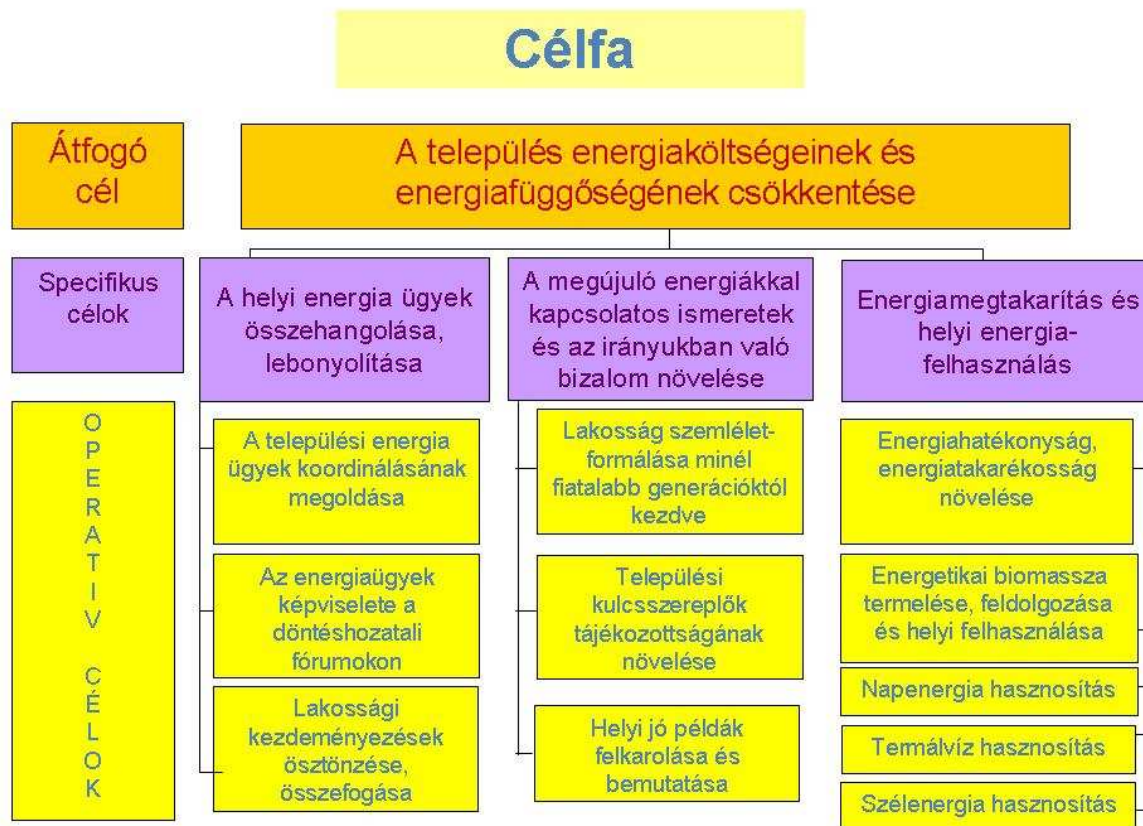 Célfa
Átfogó
cél
A település energiaköltségeinek és
energiafüggőségének csökkentése
Specifikus
célok
A helyi energia ügyek
összehangolása,
lebonyolítása
A megújuló energiákkal
kapcsolatos ismeretek
és az irányukban való
bizalom növelése
Energiamegtakarítás és
helyi energia-
felhasználás
O
P
E
R
A
T
I
V
C
É
L
O
K
A települési energia
ügyek koordinálásának
megoldása
Az energiaügyek
képviselete a
döntéshozatali
fórumokon
Lakossági
kezdeményezések
ösztönzése,
összefogása
Lakosság szemlélet-
formálása minél
fiatalabb generációktól
kezdve
Települési
kulcsszereplők
tájékozottságának
növelése
Helyi jó példák
felkarolása és
bemutatása
Energiahatékonyság,
energiatakarékosság
növelése
Energetikai biomassza
termelése, feldolgozása
és helyi felhasználása
Napenergia hasznosítás
Termálvíz hasznosítás
Szélenergia hasznosítás